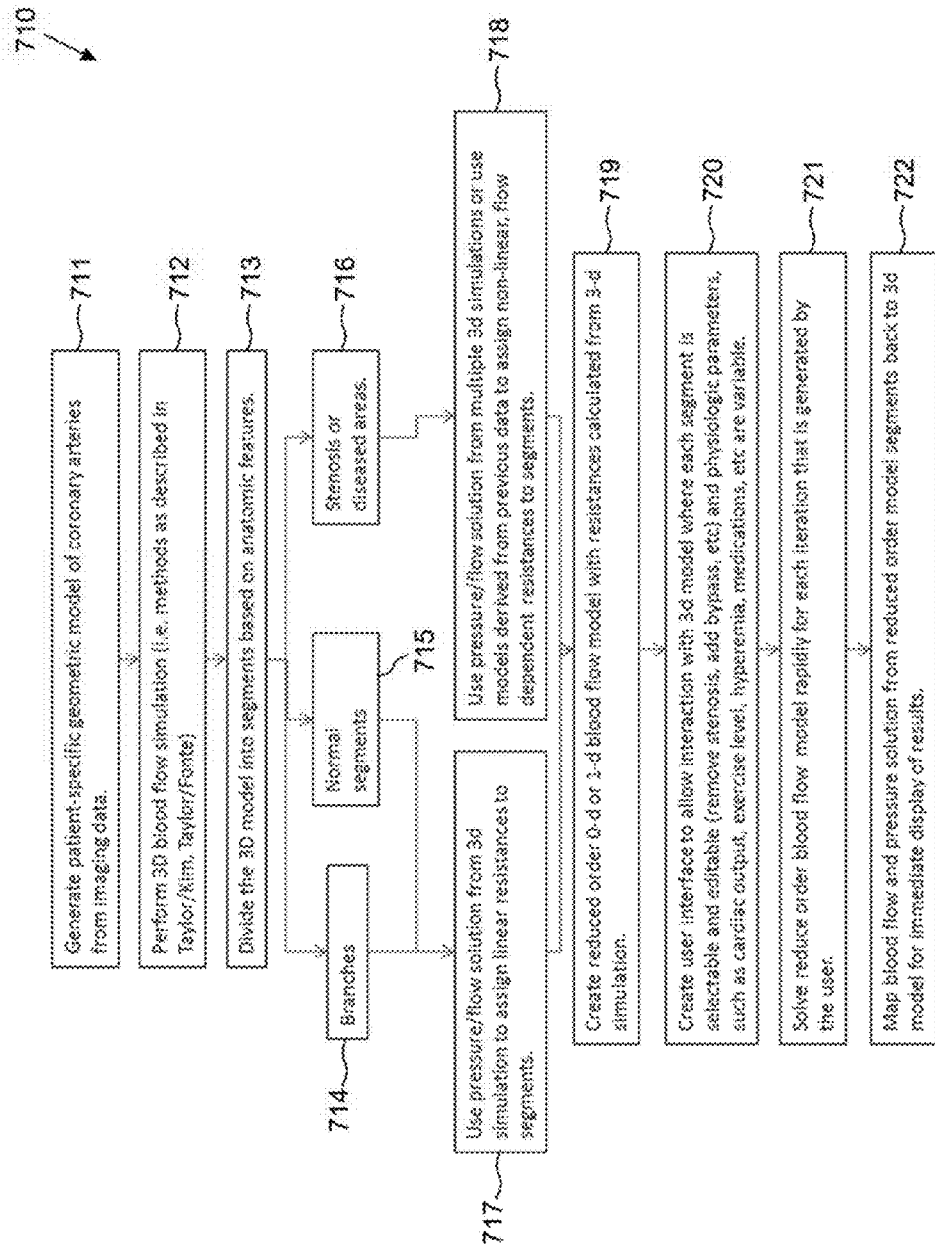 710
Generate patient-specific geometric model of coronary arteries
from imaging data.
711
Perform 3D blood flow simulation (i.e. methods as described in
Taylor/Kim, Taylor/Fonte)
712
Divide the 3D model into segments based on anatomic features.
713
Branches
714
Normal
segments
715
Stenosis or
diseased areas.
716
Use pressure/flow solution from 3d
simulation to assign linear resistances to
segments.
717
Use pressure/flow solution from multiple 3d simulations or use
models derived from previous data to assign non-linear, flow
dependent resistances to segments.
718
Create reduced order 0-d or 1-d blood flow model with resistances calculated from 3-d
simulation.
719
Create user interface to allow interaction with 3d model where each segment is
selectable and editable (remove stenosis, add bypass, etc) and physiologic parameters,
such as cardiac output, exercise level, hyperemia, medications, etc are variable.
720
Solve reduce order blood flow model rapidly for each iteration that is generated by
the user.
721
Map blood flow and pressure solution from reduced order model segments back to 3d
model for immediate display of results.
722